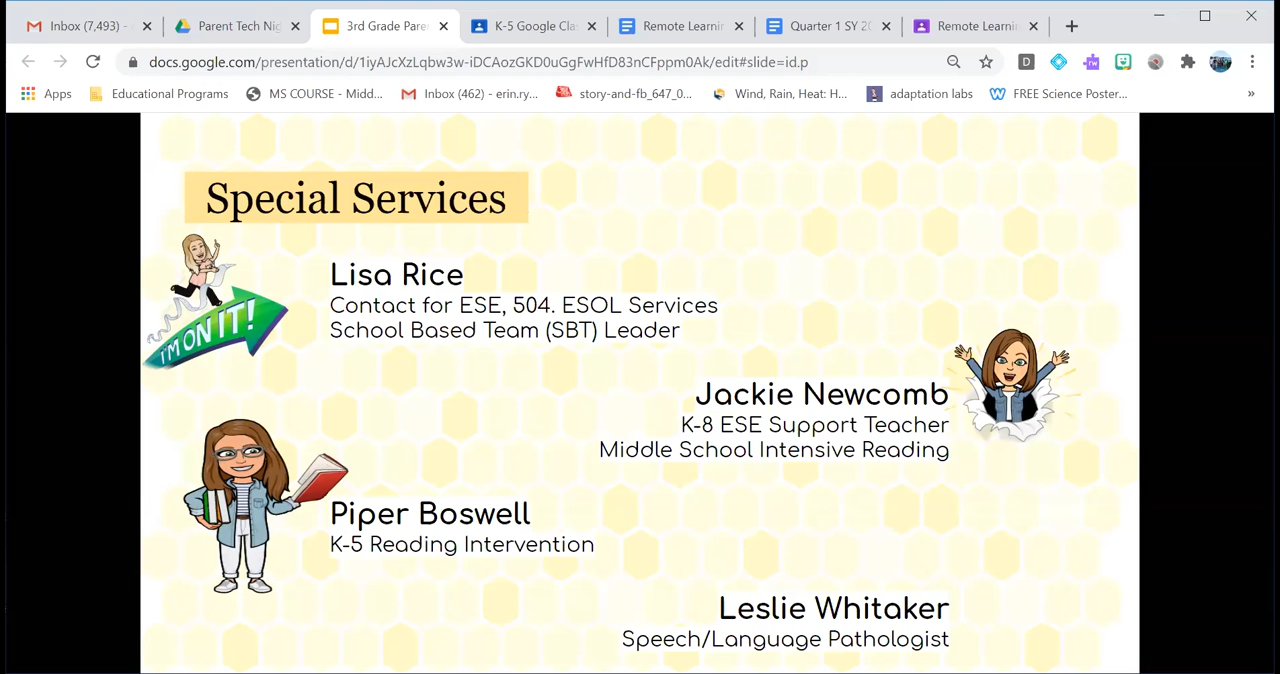 Inbox (7,493) - e
Parent Tech Nig
3rd Grade Pare
K-5 Google Cla
Remote Learnin
Quarter 1 SY 20
Remote Learnin
docs.google.com/presentation/d/1iyAJcXzLqbw3w-iDCAozGKD0uGgFwHfD83nCFppm0Ak/edit#slide=id.p
D
rw
Apps
Educational Programs
MS COURSE - Midd...
Inbox (462) - erin.ry...
story-and-fb_647_0...
Wind, Rain, Heat: H...
adaptation labs
FREE Science Poster...
Special Services
I'M ON IT!
Lisa Rice
Contact for ESE, 504. ESOL Services
School Based Team (SBT) Leader
Jackie Newcomb
K-8 ESE Support Teacher
Middle School Intensive Reading
Piper Boswell
K-5 Reading Intervention
Leslie Whitaker
Speech/Language Pathologist